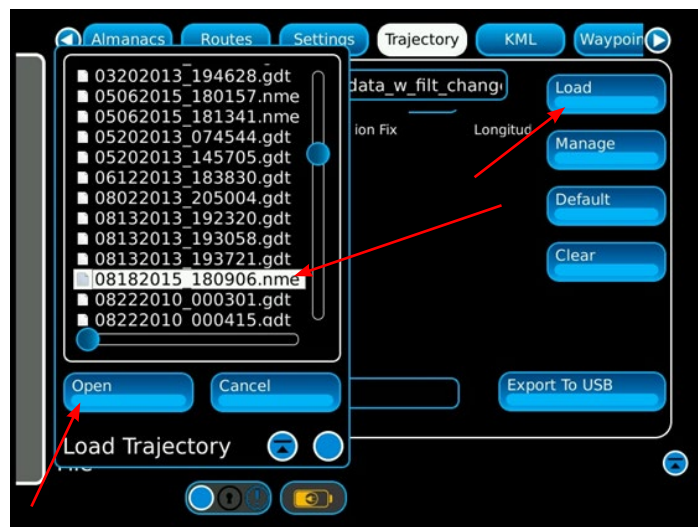 Almanacs Routes Settings Trajectory KML Waypoin
03202013_194628.gdt
05062015_180157.nme
05062015_181341.nme
05202013_074544.gdt
05202013_145705.gdt
06122013_183830.gdt
08022013_205004.gdt
08132013_192320.gdt
08132013_193058.gdt
08132013_193721.gdt
08182015_180906.nme
08222010_000301.gdt
08222010_000415.gdt
Open Cancel
Load Trajectory
data_w_filt_chang
ion Fix Longitud
Load
Manage
Default
Clear
Export To USB